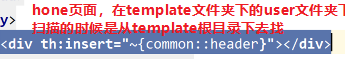 hone页面，在template文件夹下的user文件夹下
y>
扫描的时候是从template根目录下去找
<div th:insert="~{common::header}"></div>